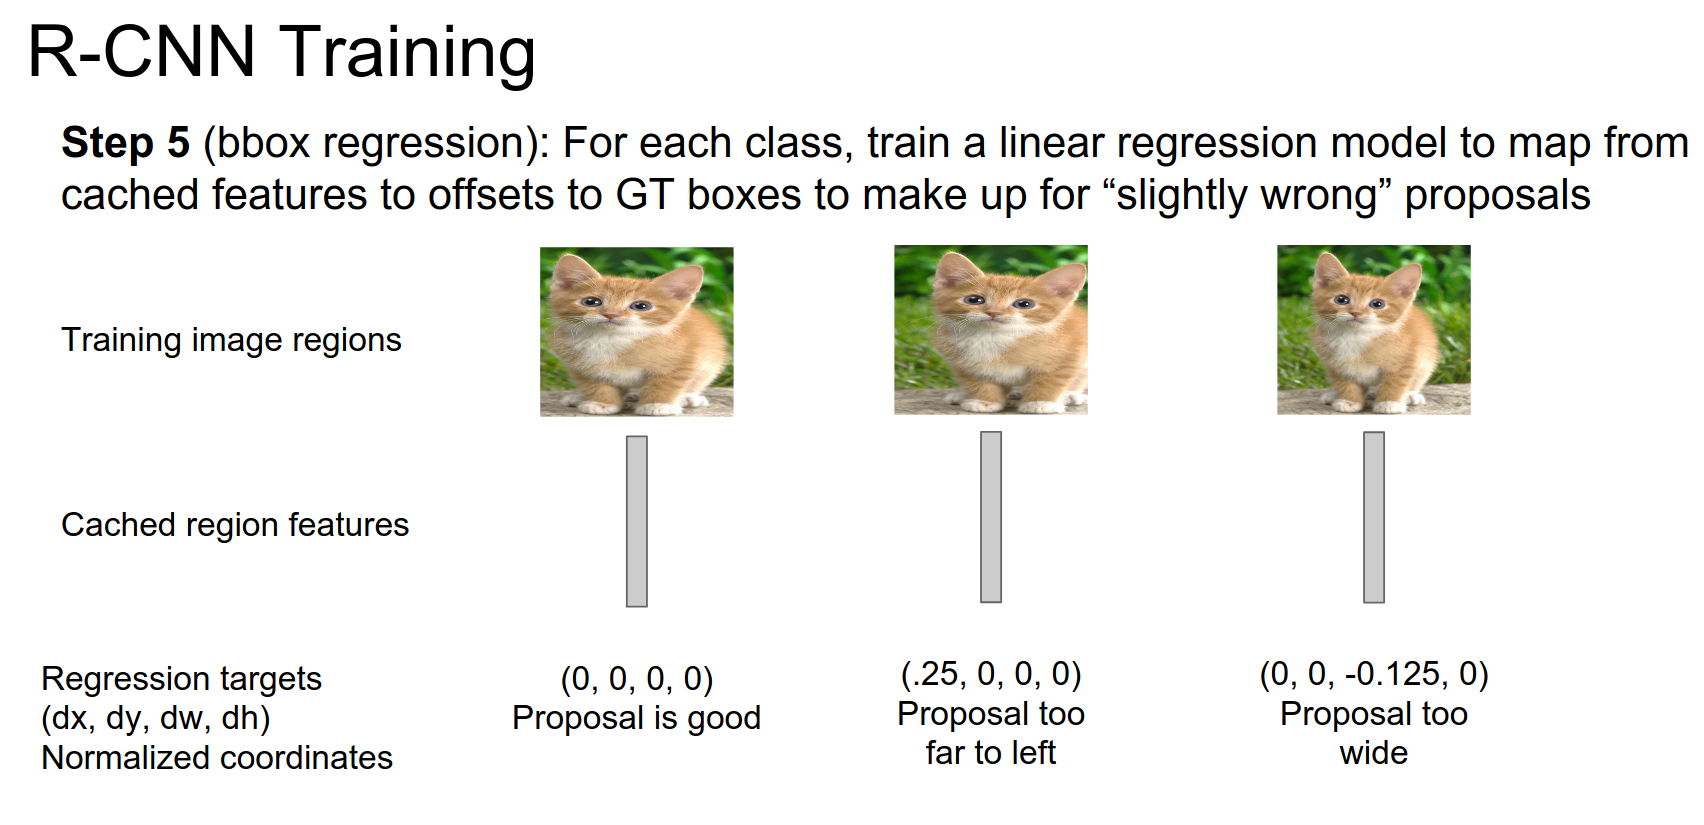 R-CNN Training
Step 5 (bbox regression): For each class, train a linear regression model to map from
cached features to offsets to GT boxes to make up for “slightly wrong” proposals
Training image regions
Cached region features
Regression targets
(dx, dy, dw, dh)
Normalized coordinates
(0, 0, 0, 0)
Proposal is good
(.25, 0, 0, 0)
Proposal too
far to left
(0, 0, -0.125, 0)
Proposal too
wide